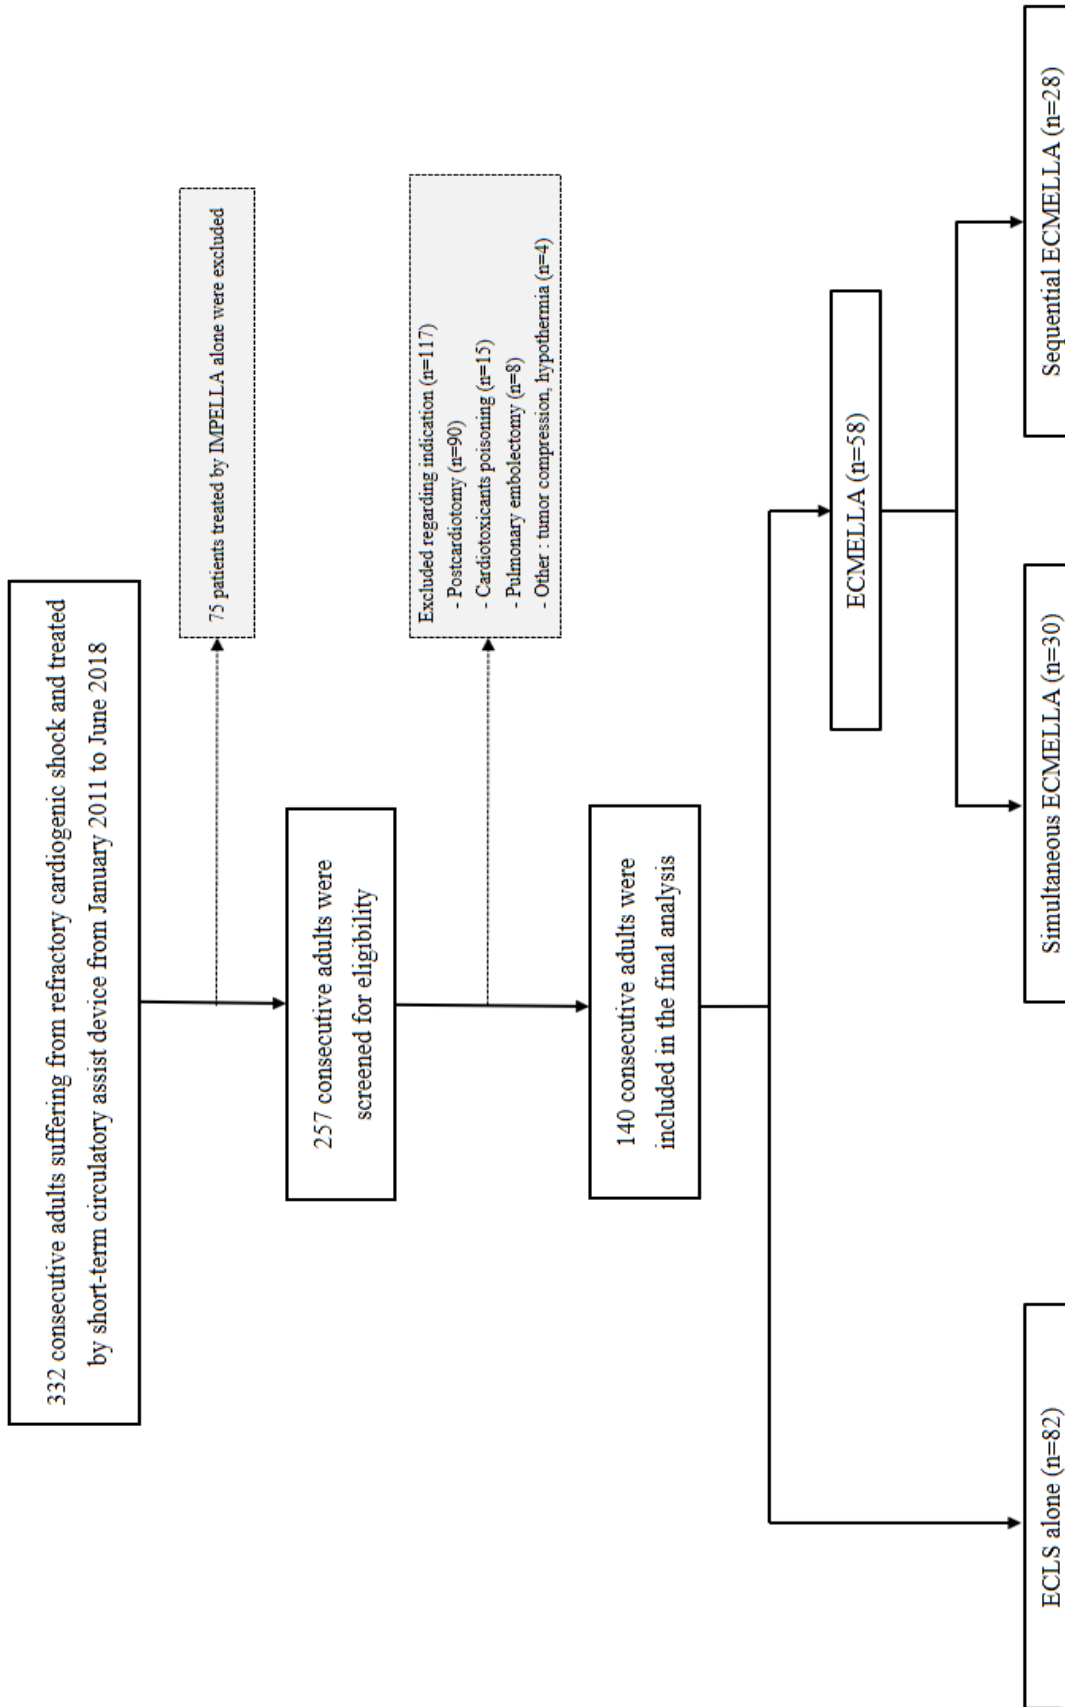 332 consecutive adults suffering from refractory cardiogenic shock and treated
by short-term circulatory assist device from January 2011 to June 2018
75 patients treated by IMPELLA alone were excluded
257 consecutive adults were
screened for eligibility
Excluded regarding indication (n=117)
- Postcardiotomy (n=90)
- Cardiotoxicants poisoning (n=15)
- Pulmonary embolectomy (n=8)
- Other : tumor compression, hypothermia (n=4)
140 consecutive adults were
included in the final analysis
ECMELLA (n=58)
ECLS alone (n=82)
Simultaneous ECMELLA (n=30)
Sequential ECMELLA (n=28)